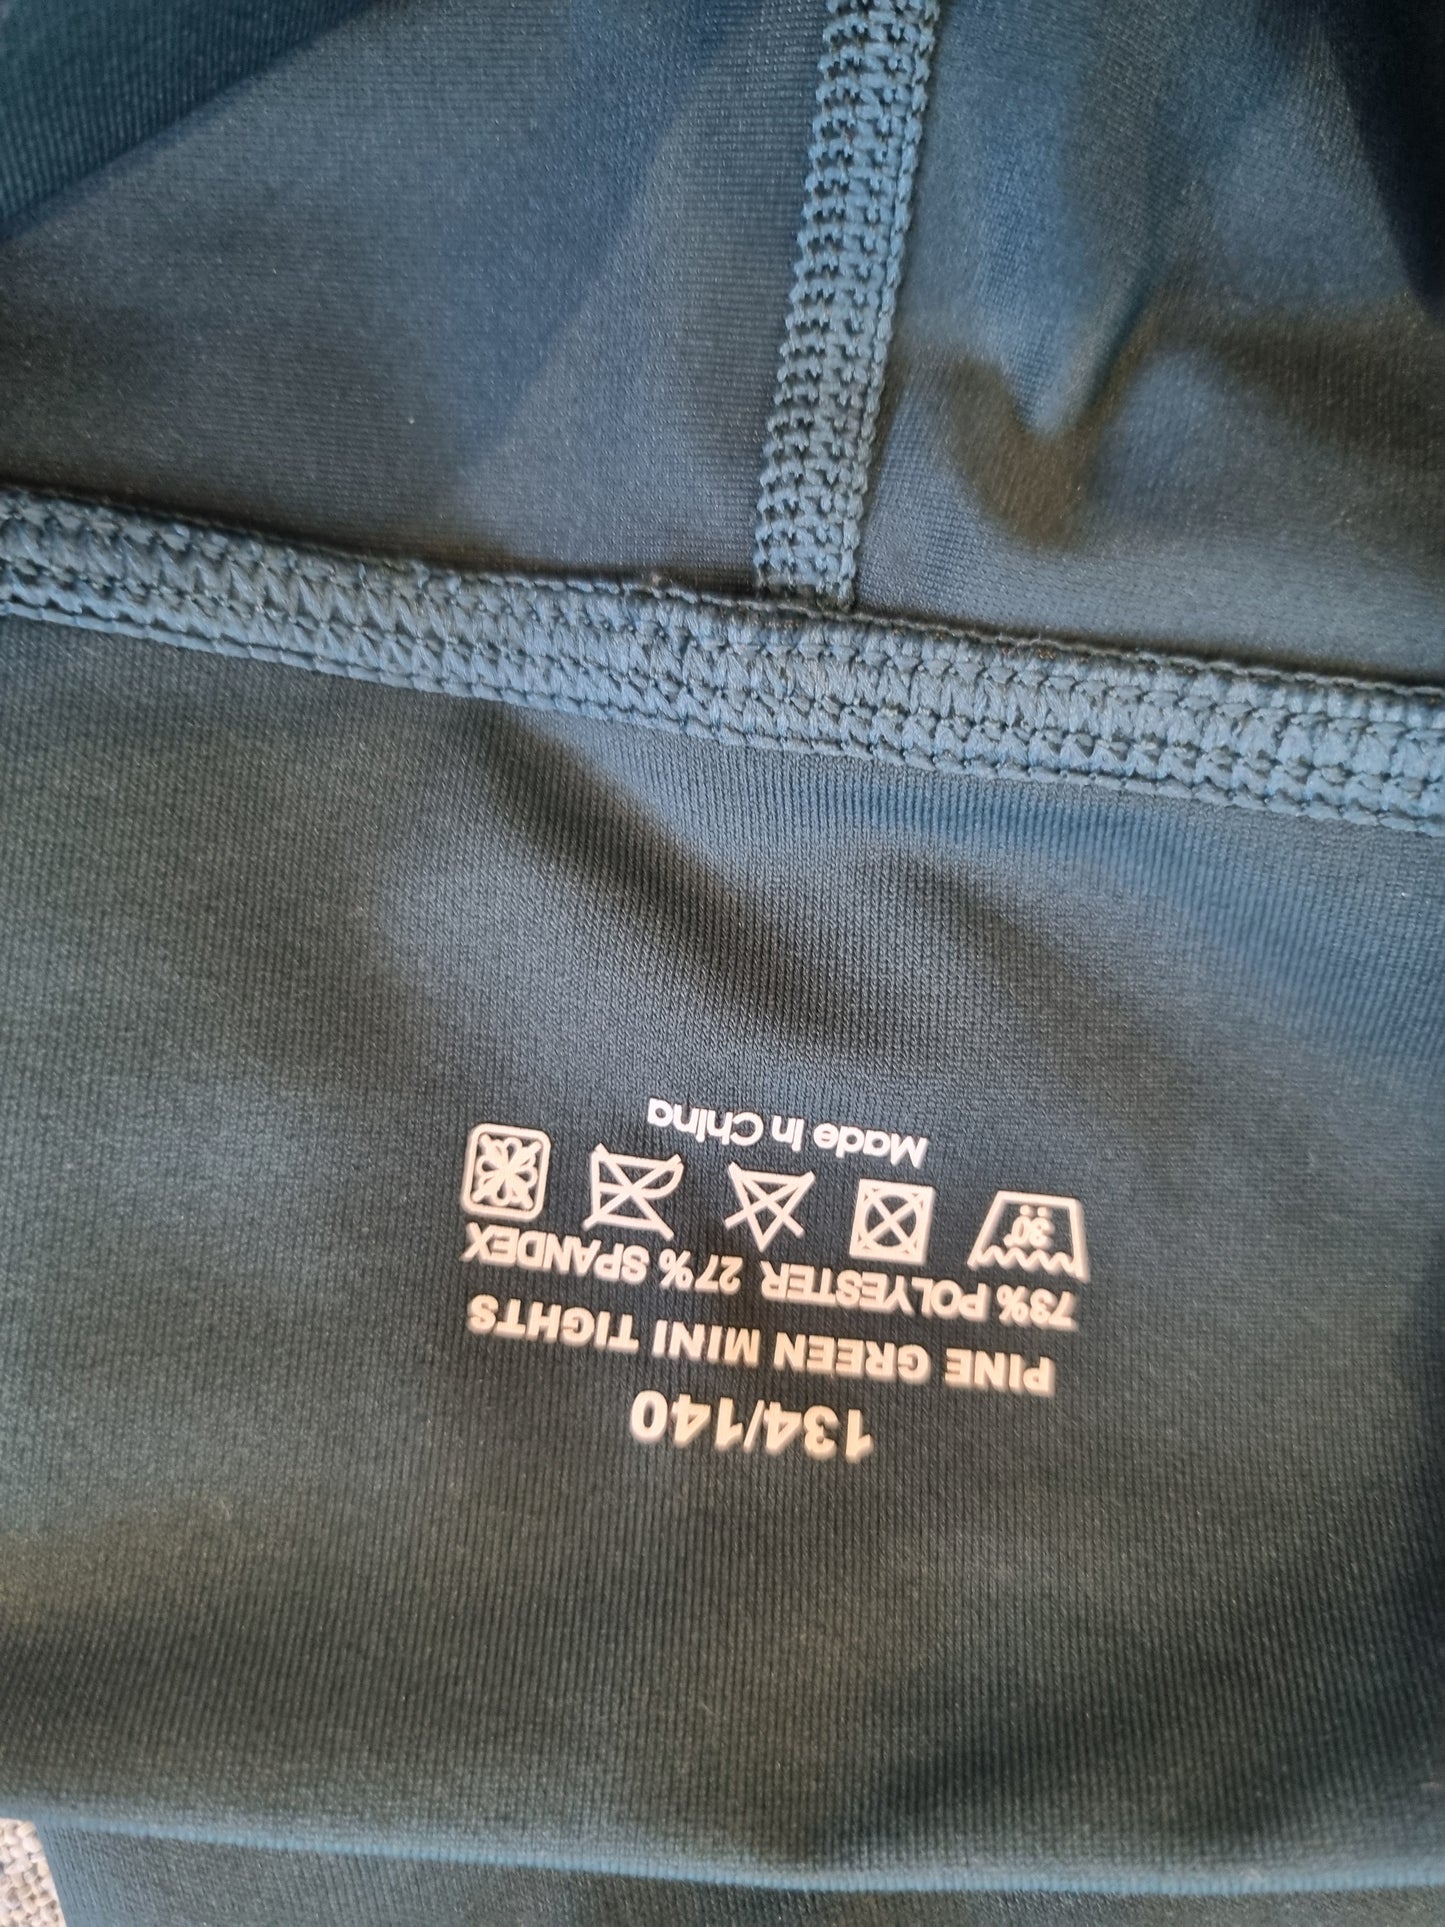 134/140
PINE GREEN MINI TIGHTS
73% POLYESTER 27% SPANDEX
30°
Made In China